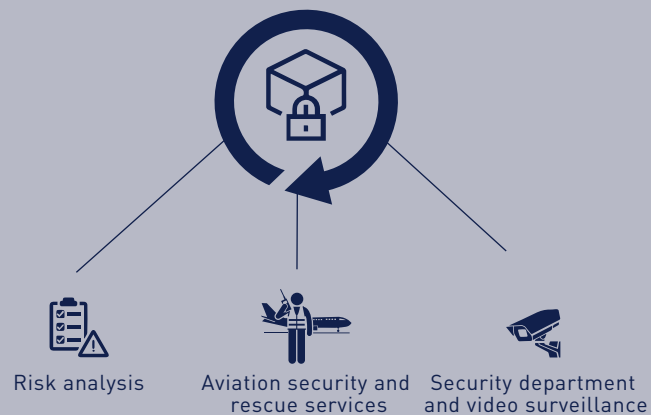 Risk analysis
Aviation security and
rescue services
Security department
and video surveillance